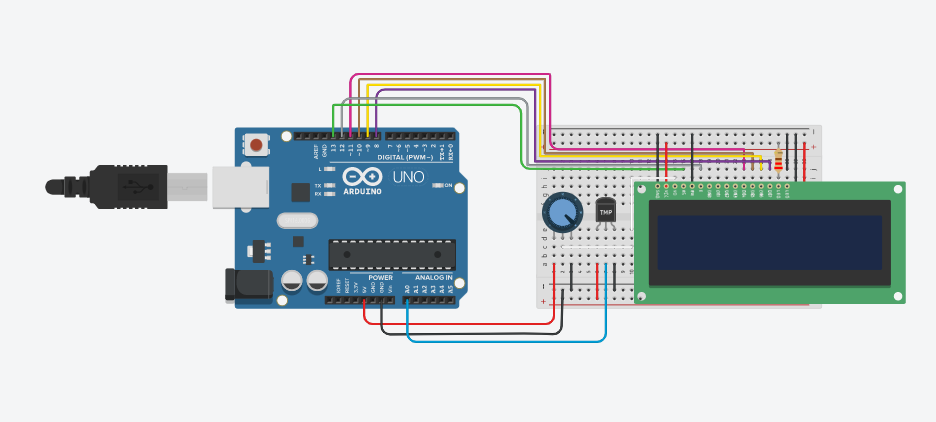 AREF
GND
13
12
~11
~10
~9
8
7
~6
~5
4
~3
2
TX→1
RX←0
DIGITAL (PWM~)
L
TX
RX
ARDUINO
UNO
ON
TMP
POWER
ANALOG IN
IOREF
RESET
3.3V
5V
GND
GND
Vin
A0
A1
A2
A3
A4
A5